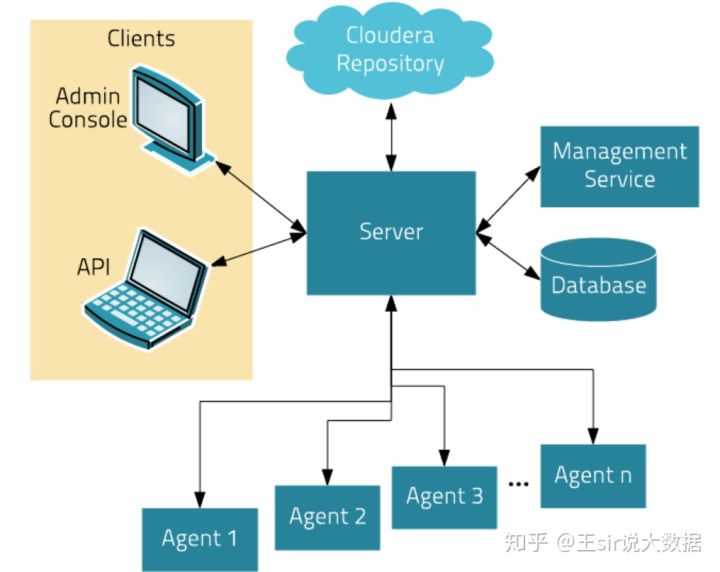 Clients
Cloudera
Repository
Admin
Console
Management
Service
Server
API
Database
Agent 1
Agent 2
Agent 3
...
Agent n
知乎 @王sir说大数据